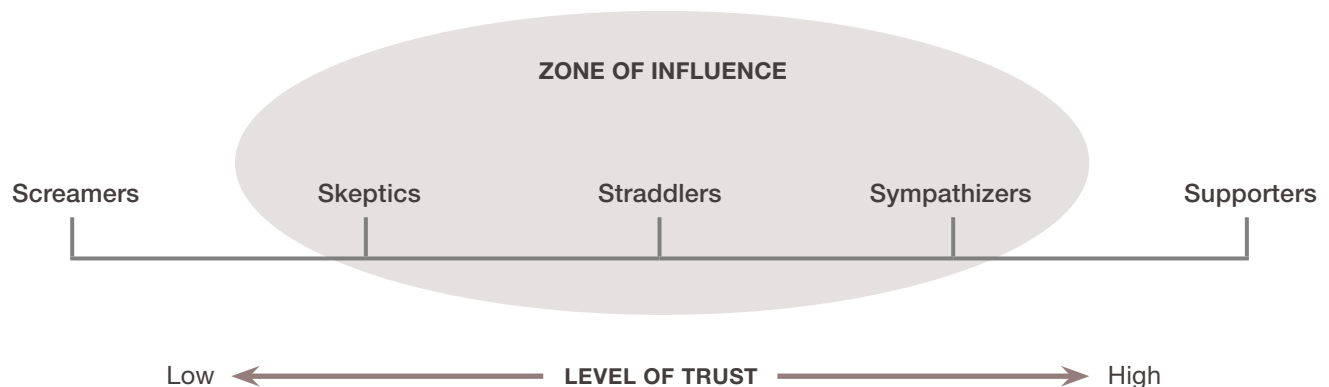 ZONE OF INFLUENCE
Screamers Skeptics Straddlers Sympathizers Supporters
Low LEVEL OF TRUST High